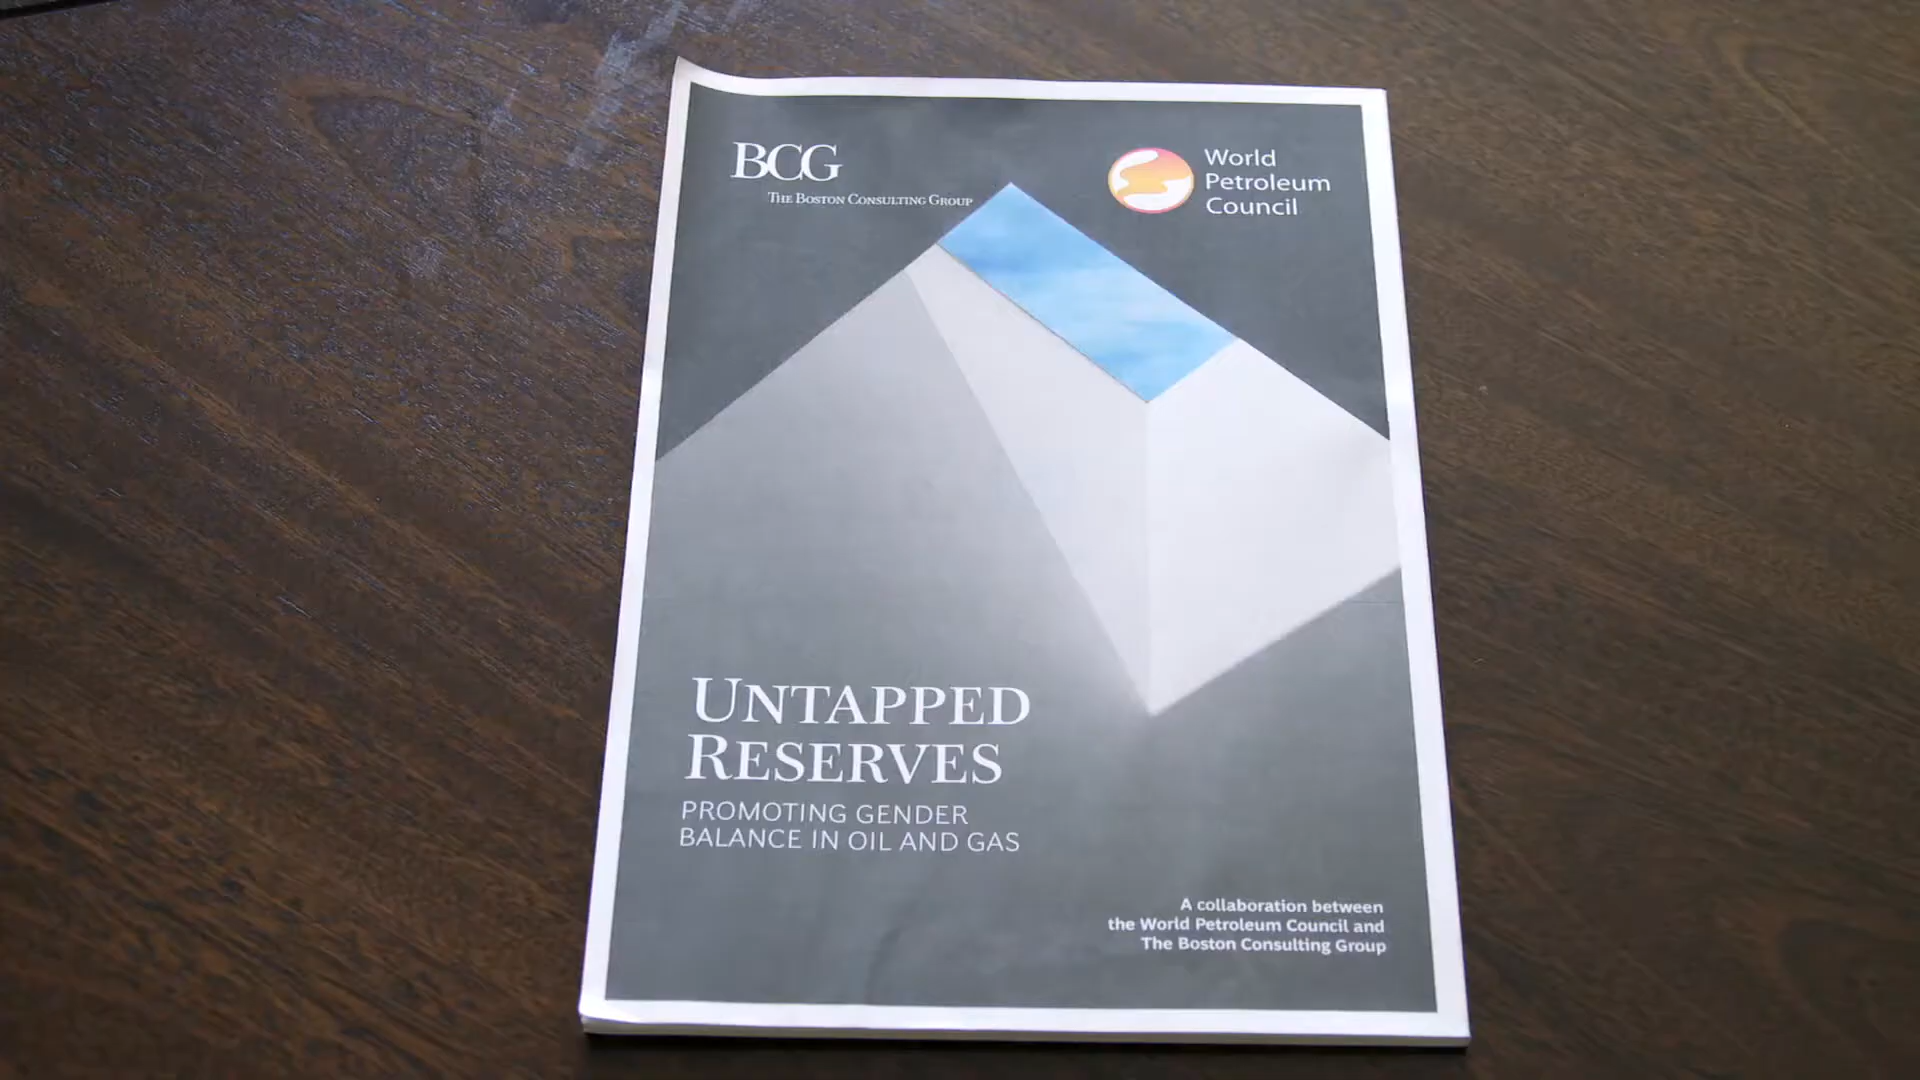 BCG
THE BOSTON CONSULTING GROUP
World
Petroleum
Council
UNTAPPED
RESERVES
PROMOTING GENDER
BALANCE IN OIL AND GAS
A collaboration between
the World Petroleum Council and
The Boston Consulting Group